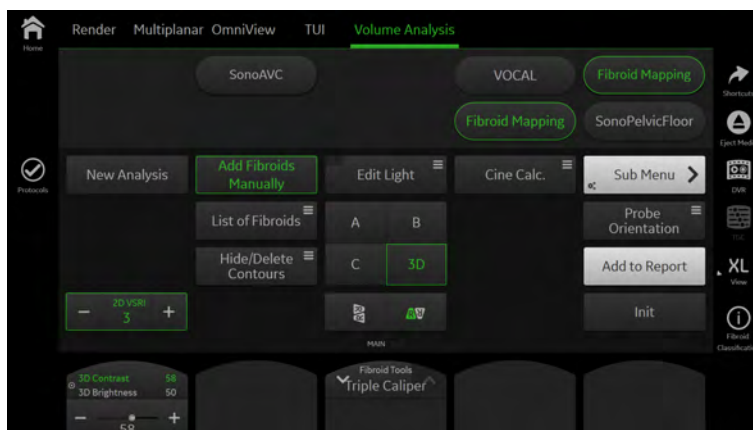 Home
Render Multiplanar OmniView TUI Volume Analysis
SonoAVC VOCAL Fibroid Mapping
Shortcuts
Fibroid Mapping SonoPelvicFloor
Eject Media
Protocols
New Analysis
Add Fibroids
Manually
Edit Light
Cine Calc.
Sub Menu
DVR
List of Fibroids
A B
Probe
Orientation
TGC
Hide/Delete
Contours
C 3D
Add to Report
XL
View
2D VSRI
− 3 +
Init
MAIN
Fibroid
Classificatio
3D Contrast 58
3D Brightness 50
− +
58
Fibroid Tools
Triple Caliper